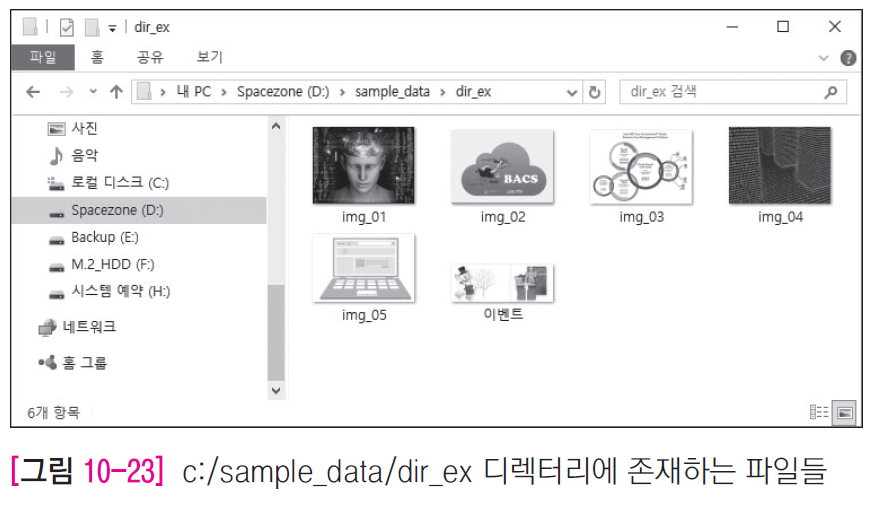 dir_ex
파일 홈 공유 보기
내 PC > Spacezone (D:) > sample_data > dir_ex
dir_ex 검색
사진
음악
로컬 디스크 (C:)
Spacezone (D:)
Backup (E:)
M.2_HDD (F:)
시스템 예약 (H:)
네트워크
홈 그룹
BACS
img_01 img_02 img_03 img_04
img_05 이벤트
6개 항목
[그림 10-23] c:/sample_data/dir_ex 디렉터리에 존재하는 파일들